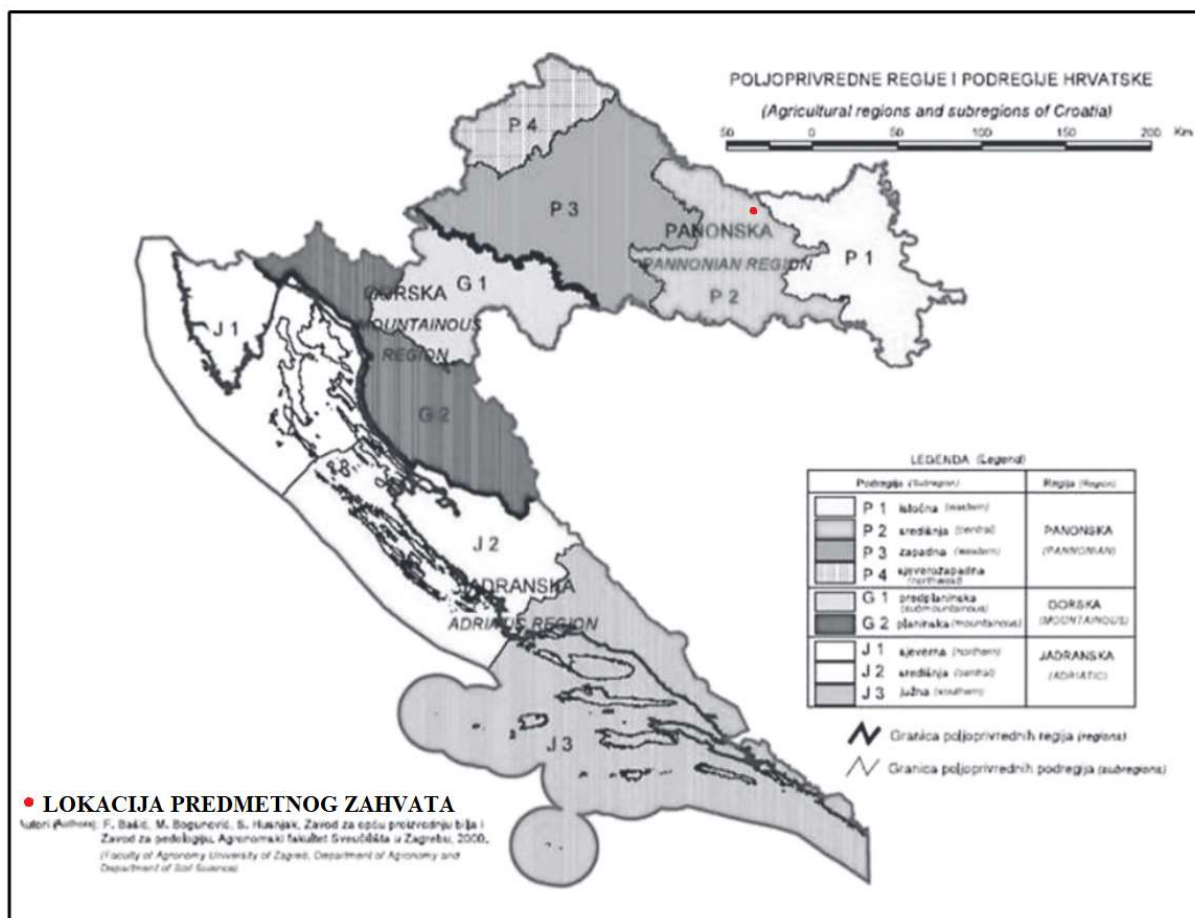 POLJOPRIVREDNE REGIJE I PODREGIJE HRVATSKE
(Agricultural regions and subregions of Croatia)
50 0 50 100 150 200 Km
P 4
P 3
PANONSKA
PANNONIAN REGION
P 2
P 1
G 1
GORSKA
MOUNTAINOUS
REGION
J 1
G 2
J 2
JADRANSKA
REGION
J 3
LEGENDA (Legend)
Podregija (Subregion) Regija (Region)
P 1 istočna (eastern)
P 2 središnja (central)
P 3 zapadna (western)
P 4 sjeverozapadna
PANONSKA
(PANNONIAN)
G 1 predplaninska
(submountainous)
G 2 planinska (mountainous)
GORSKA
(MOUNTAINOUS)
J 1 sjeverna (northern)
J 2 središnja (central)
J 3 južna (southern)
JADRANSKA
(ADRIATIC)
Granica poljoprivrednih regija (regions)
Granica poljoprivrednih podregija (subregions)
LOKACIJA PREDMETNOG ZAHVATA
(Authors): F. Bašić, M. Bogunović, S. Husnjak, Zavod za opću proizvodnju bilja i
Zavod za pedologiju, Agronomski fakultet Sveučilišta u Zagrebu, 2000.
(Faculty of Agronomy University of Zagreb, Department of Agronomy and
Department of Soil Science)